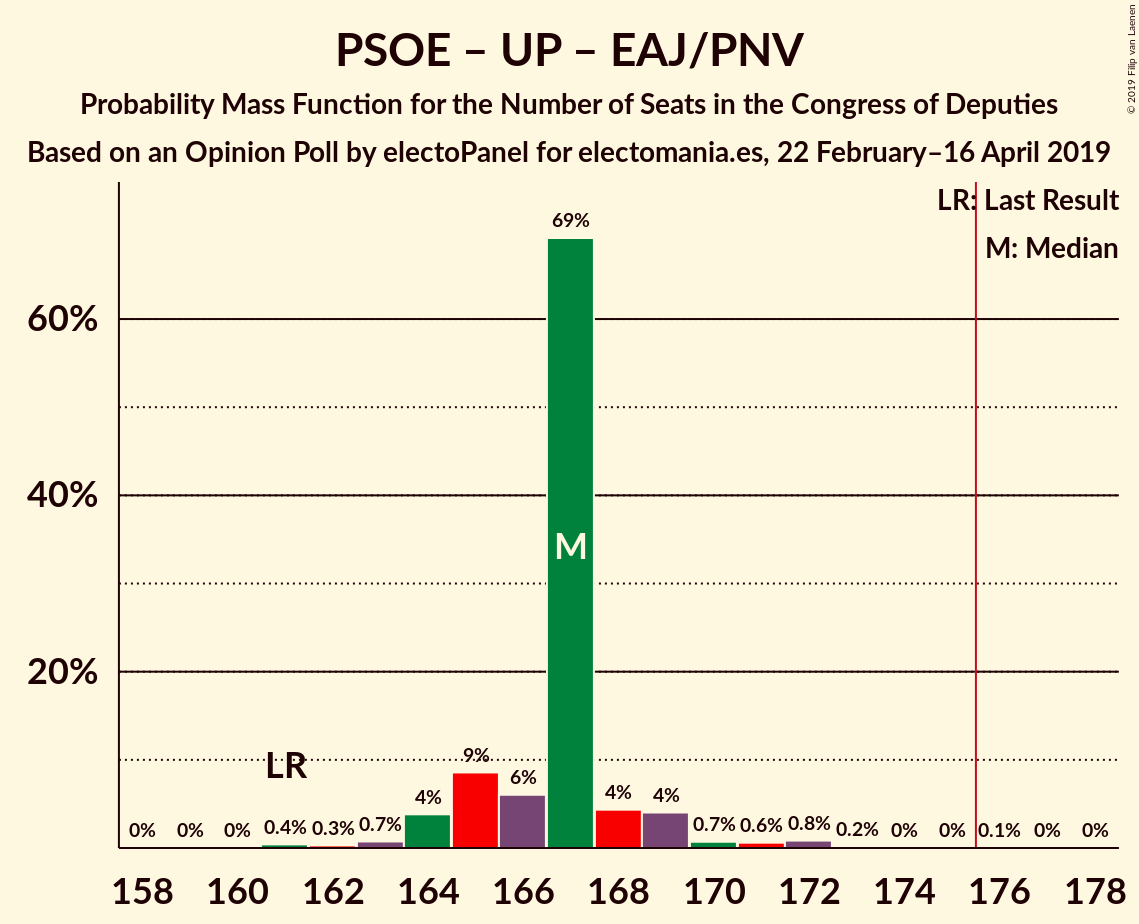 PSOE – UP – EAJ/PNV
Probability Mass Function for the Number of Seats in the Congress of Deputies
Based on an Opinion Poll by electoPanel for electomania.es, 22 February–16 April 2019
© 2019 Filip van Laenen
LR: Last Result
M: Median
69%
60%
40%
M
20%
LR
9%
6%
4%
4%
4%
0% 0% 0% 0.4% 0.3% 0.7% 0.7% 0.6% 0.8% 0.2% 0% 0% 0.1% 0% 0%
158 160 162 164 166 168 170 172 174 176 178